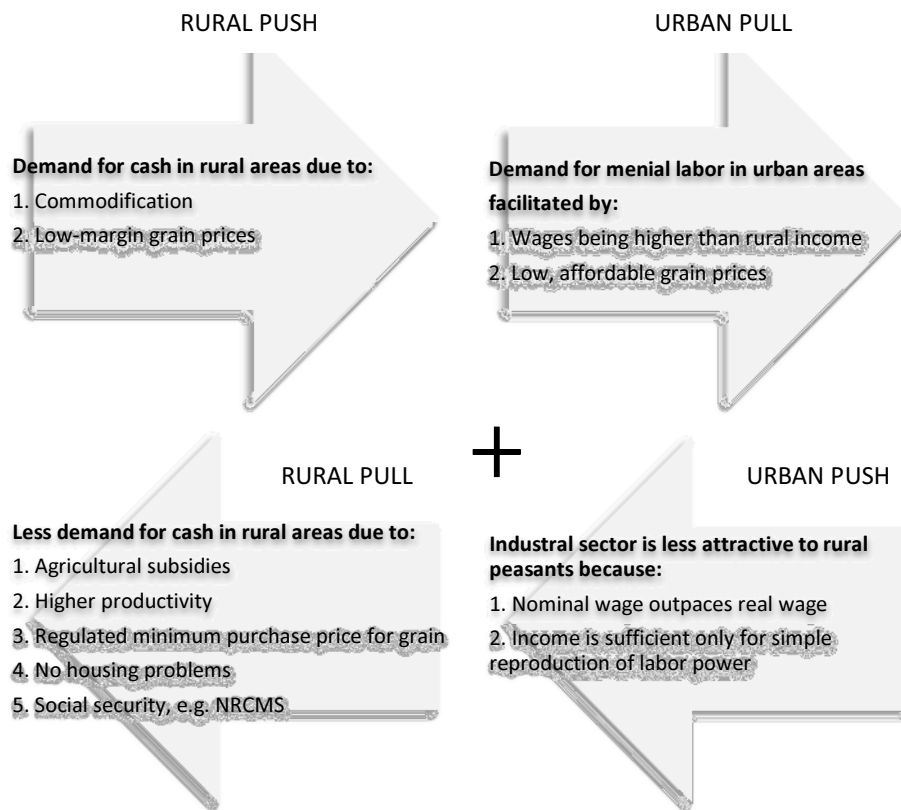 RURAL PUSH
Demand for cash in rural areas due to:
1. Commodification
2. Low-margin grain prices
URBAN PULL
Demand for menial labor in urban areas
facilitated by:
1. Wages being higher than rural income
2. Low, affordable grain prices
+
RURAL PULL
Less demand for cash in rural areas due to:
1. Agricultural subsidies
2. Higher productivity
3. Regulated minimum purchase price for grain
4. No housing problems
5. Social security, e.g. NRCMS
URBAN PUSH
Industral sector is less attractive to rural
peasants because:
1. Nominal wage outpaces real wage
2. Income is sufficient only for simple
reproduction of labor power